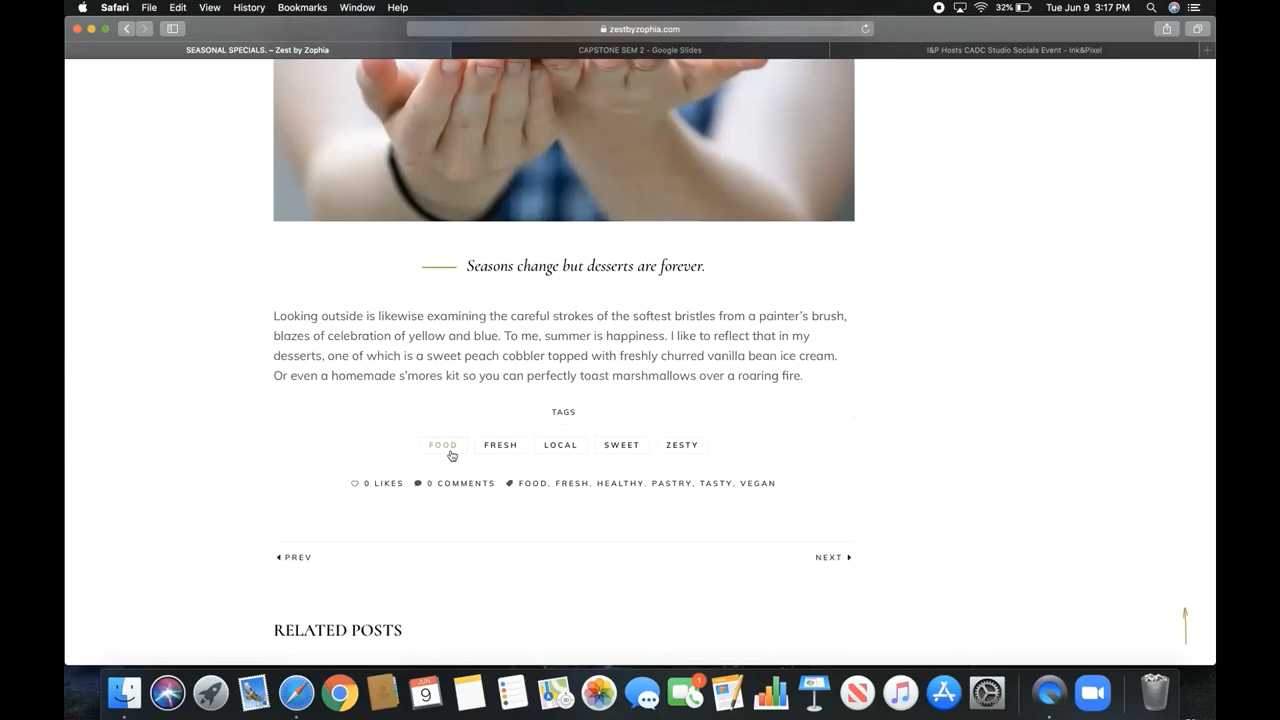 Safari File Edit View History Bookmarks Window Help 32% Tue Jun 9 3:17 PM
zestbyzophia.com
SEASONAL SPECIALS. – Zest by Zophia CAPSTONE SEM 2 - Google Slides I&P Hosts CADC Studio Socials Event - Ink&Pixel
Seasons change but desserts are forever.
Looking outside is likewise examining the careful strokes of the softest bristles from a painter's brush,
blazes of celebration of yellow and blue. To me, summer is happiness. I like to reflect that in my
desserts, one of which is a sweet peach cobbler topped with freshly churred vanilla bean ice cream.
Or even a homemade s'mores kit so you can perfectly toast marshmallows over a roaring fire.
TAGS
FOOD FRESH LOCAL SWEET ZESTY
0 LIKES 0 COMMENTS FOOD, FRESH, HEALTHY, PASTRY, TASTY, VEGAN
PREV NEXT
RELATED POSTS
JUN
9
1